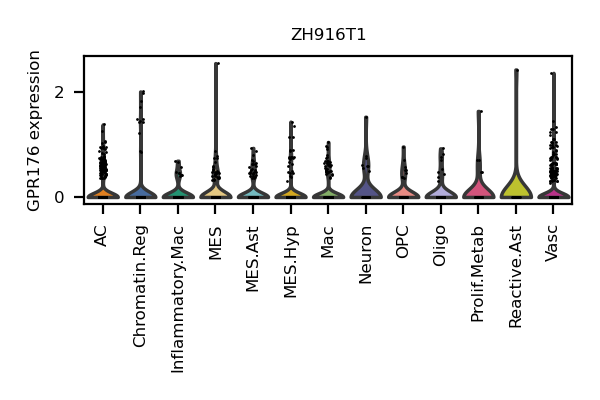 ZH916T1
GPR176 expression
2
0
AC
Chromatin.Reg
Inflammatory.Mac
MES
MES.Ast
MES.Hyp
Mac
Neuron
OPC
Oligo
Prolif.Metab
Reactive.Ast
Vasc